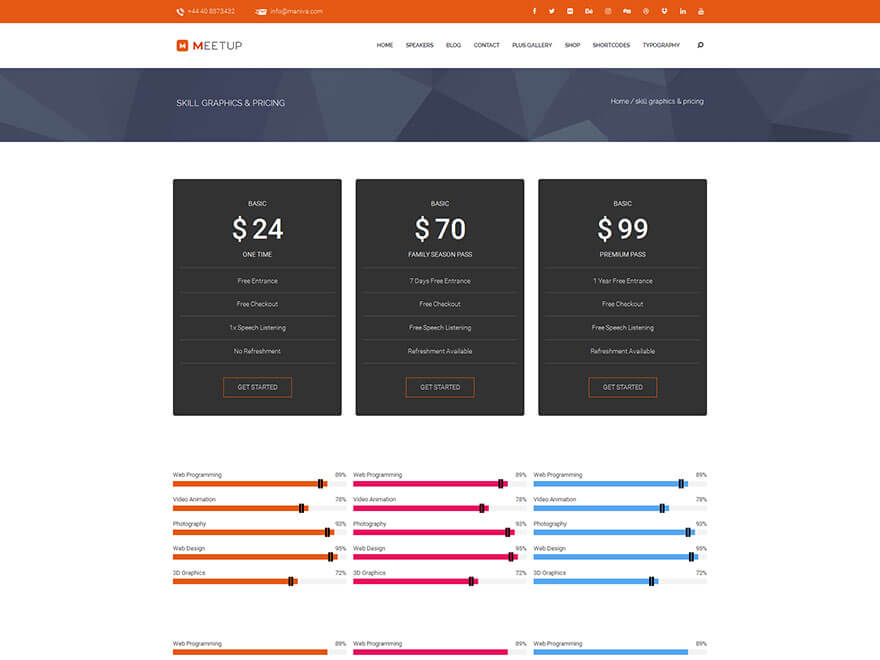 +44 40 8873432 info@maniva.com
MEETUP HOME SPEAKERS BLOG CONTACT PLUS GALLERY SHOP SHORTCODES TYPOGRAPHY
SKILL GRAPHICS & PRICING Home / skill graphics & pricing
BASIC BASIC BASIC
$ 24 $ 70 $ 99
ONE TIME FAMILY SEASON PASS PREMIUM PASS
Free Entrance 7 Days Free Entrance 1 Year Free Entrance
Free Checkout Free Checkout Free Checkout
1x Speech Listening Free Speech Listening Free Speech Listening
No Refreshment Refreshment Available Refreshment Available
GET STARTED GET STARTED GET STARTED
Web Programming 89% Web Programming 89% Web Programming 89%
Video Animation 78% Video Animation 78% Video Animation 78%
Photography 93% Photography 93% Photography 93%
Web Design 95% Web Design 95% Web Design 95%
3D Graphics 72% 3D Graphics 72% 3D Graphics 72%
Web Programming 89% Web Programming 89% Web Programming 89%